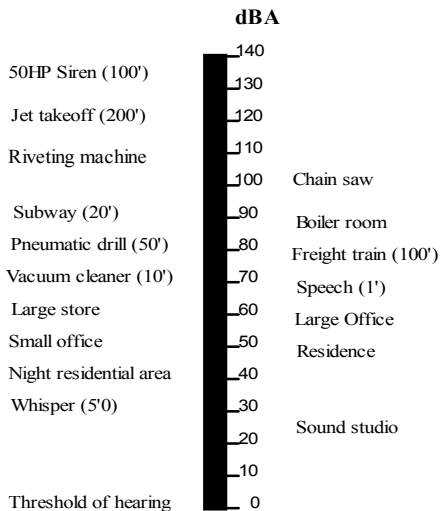 dBA
140
50HP Siren (100')
130
Jet takeoff (200')
120
110
Riveting machine
100
Chain saw
Subway (20')
90
Boiler room
Pneumatic drill (50')
80
Freight train (100')
Vacuum cleaner (10')
70
Speech (1')
Large store
60
Large Office
Small office
50
Residence
Night residential area
40
Whisper (5'0)
30
Sound studio
20
10
Threshold of hearing
0